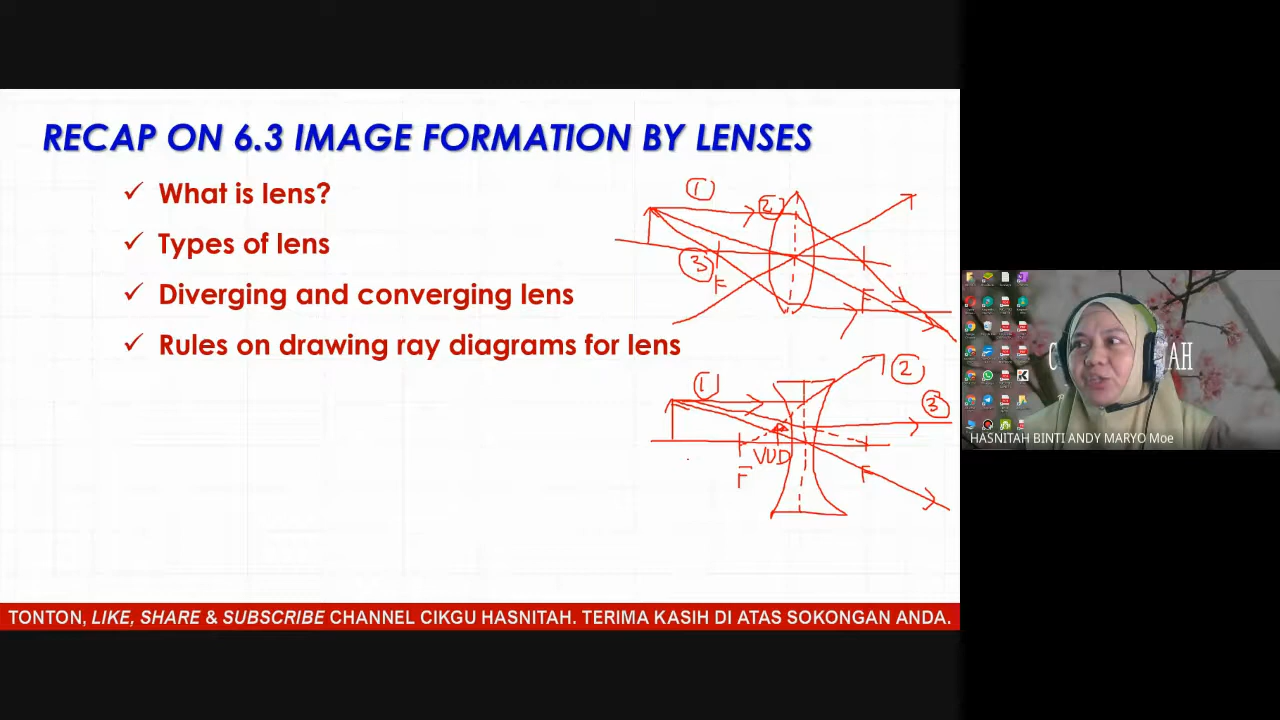 RECAP ON 6.3 IMAGE FORMATION BY LENSES
✓ What is lens?
✓ Types of lens
✓ Diverging and converging lens
✓ Rules on drawing ray diagrams for lens
1
2
3
F
F
1
2
3
VUD
F
F
C
AH
HASNITAH BINTI ANDY MARYO Moe
TONTON, LIKE, SHARE & SUBSCRIBE CHANNEL CIKGU HASNITAH. TERIMA KASIH DI ATAS SOKONGAN ANDA.